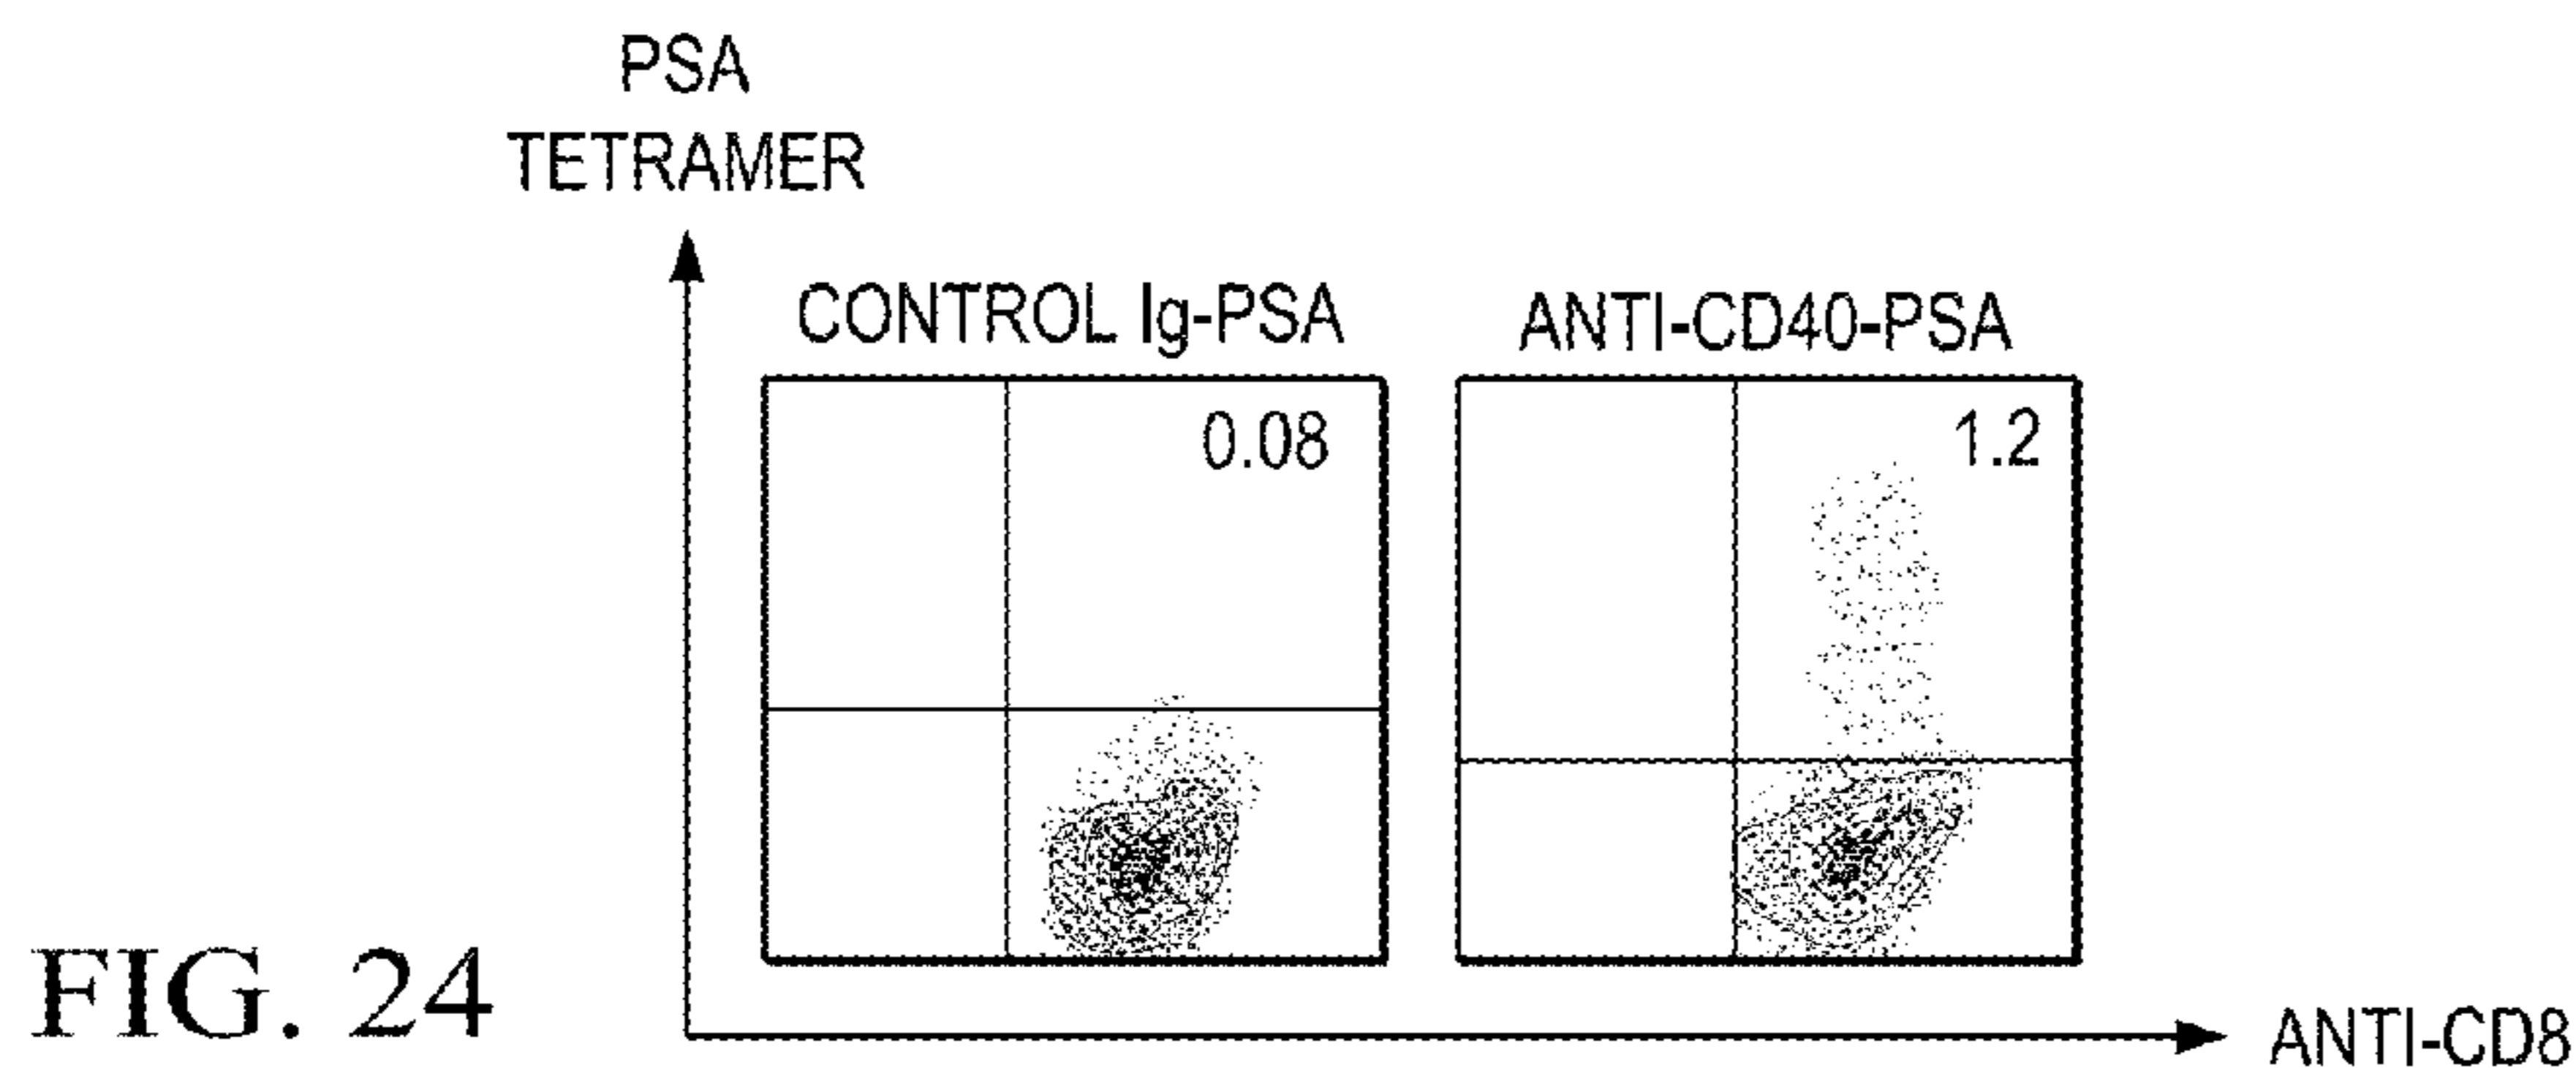 PSA
TETRAMER
CONTROL Ig-PSA
ANTI-CD40-PSA
0.08
1.2
FIG. 24
ANTI-CD8